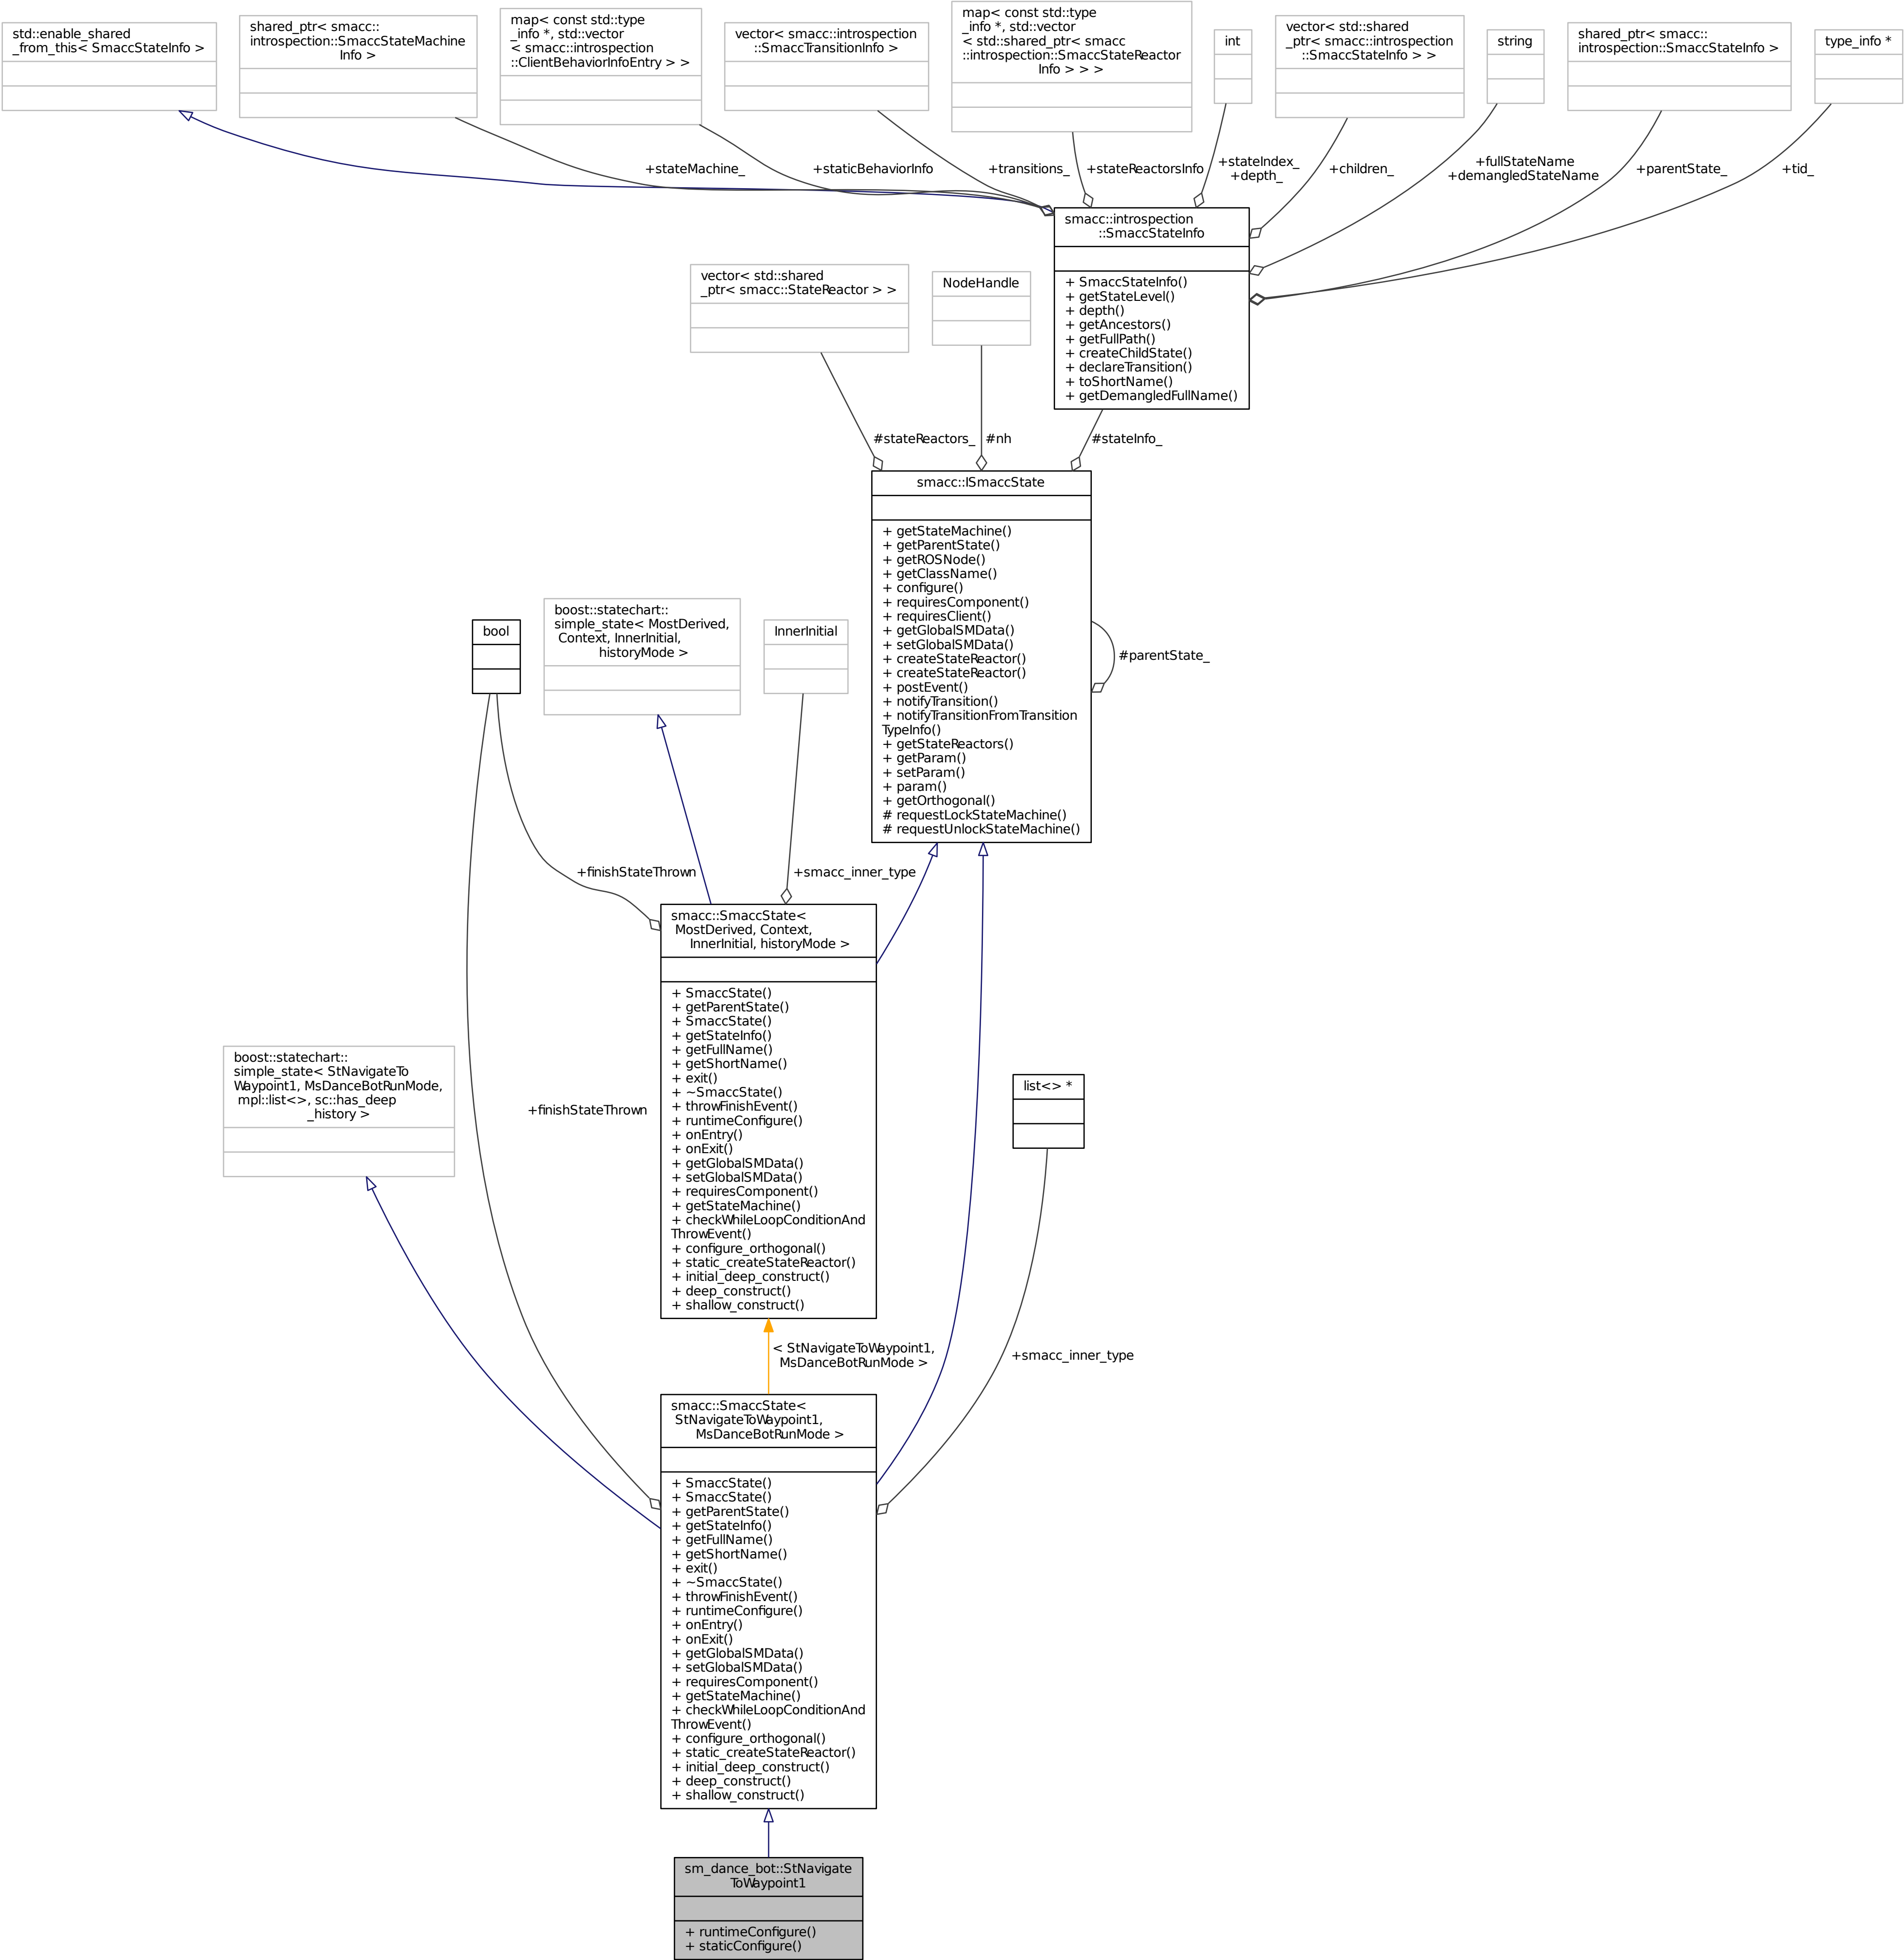 std::enable_shared
_from_this< SmaccStateInfo >
shared_ptr< smacc::
introspection::SmaccStateMachine
Info >
map< const std::type
_info *, std::vector
< smacc::introspection
::ClientBehaviorInfoEntry > >
vector< smacc::introspection
::SmaccTransitionInfo >
map< const std::type
_info *, std::vector
< std::shared_ptr< smacc
::introspection::SmaccStateReactor
Info > > >
int
vector< std::shared
_ptr< smacc::introspection
::SmaccStateInfo > >
string
shared_ptr< smacc::
introspection::SmaccStateInfo >
type_info *
+stateMachine_
+staticBehaviorInfo
+transitions_
+stateReactorsInfo
+stateIndex_
+depth_
+children_
+fullStateName
+demangledStateName
+parentState_
+tid_
smacc::introspection
::SmaccStateInfo
+ SmaccStateInfo()
+ getStateLevel()
+ depth()
+ getAncestors()
+ getFullPath()
+ createChildState()
+ declareTransition()
+ toShortName()
+ getDemangledFullName()
vector< std::shared
_ptr< smacc::StateReactor > >
NodeHandle
#stateReactors_
#nh
#stateInfo_
smacc::ISmaccState
+ getStateMachine()
+ getParentState()
+ getROSNode()
+ getClassName()
+ configure()
+ requiresComponent()
+ requiresClient()
+ getGlobalSMData()
+ setGlobalSMData()
+ createStateReactor()
+ createStateReactor()
+ postEvent()
+ notifyTransition()
+ notifyTransitionFromTransition
TypeInfo()
+ getStateReactors()
+ getParam()
+ setParam()
+ param()
+ getOrthogonal()
# requestLockStateMachine()
# requestUnlockStateMachine()
#parentState_
bool
boost::statechart::
simple_state< MostDerived,
Context, InnerInitial,
historyMode >
InnerInitial
+finishStateThrown
+smacc_inner_type
smacc::SmaccState<
MostDerived, Context,
InnerInitial, historyMode >
+ SmaccState()
+ getParentState()
+ SmaccState()
+ getStateInfo()
+ getFullName()
+ getShortName()
+ exit()
+ ~SmaccState()
+ throwFinishEvent()
+ runtimeConfigure()
+ onEntry()
+ onExit()
+ getGlobalSMData()
+ setGlobalSMData()
+ requiresComponent()
+ getStateMachine()
+ checkWhileLoopConditionAnd
ThrowEvent()
+ configure_orthogonal()
+ static_createStateReactor()
+ initial_deep_construct()
+ deep_construct()
+ shallow_construct()
boost::statechart::
simple_state< StNavigateTo
Waypoint1, MsDanceBotRunMode,
mpl::list<>, sc::has_deep
_history >
+finishStateThrown
list<> *
< StNavigateToWaypoint1,
MsDanceBotRunMode >
+smacc_inner_type
smacc::SmaccState<
StNavigateToWaypoint1,
MsDanceBotRunMode >
+ SmaccState()
+ SmaccState()
+ getParentState()
+ getStateInfo()
+ getFullName()
+ getShortName()
+ exit()
+ ~SmaccState()
+ throwFinishEvent()
+ runtimeConfigure()
+ onEntry()
+ onExit()
+ getGlobalSMData()
+ setGlobalSMData()
+ requiresComponent()
+ getStateMachine()
+ checkWhileLoopConditionAnd
ThrowEvent()
+ configure_orthogonal()
+ static_createStateReactor()
+ initial_deep_construct()
+ deep_construct()
+ shallow_construct()
sm_dance_bot::StNavigate
ToWaypoint1
+ runtimeConfigure()
+ staticConfigure()